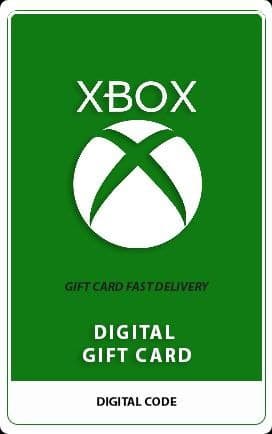 XBOX
GIFT CARD FAST DELIVERY
DIGITAL
GIFT CARD
DIGITAL CODE